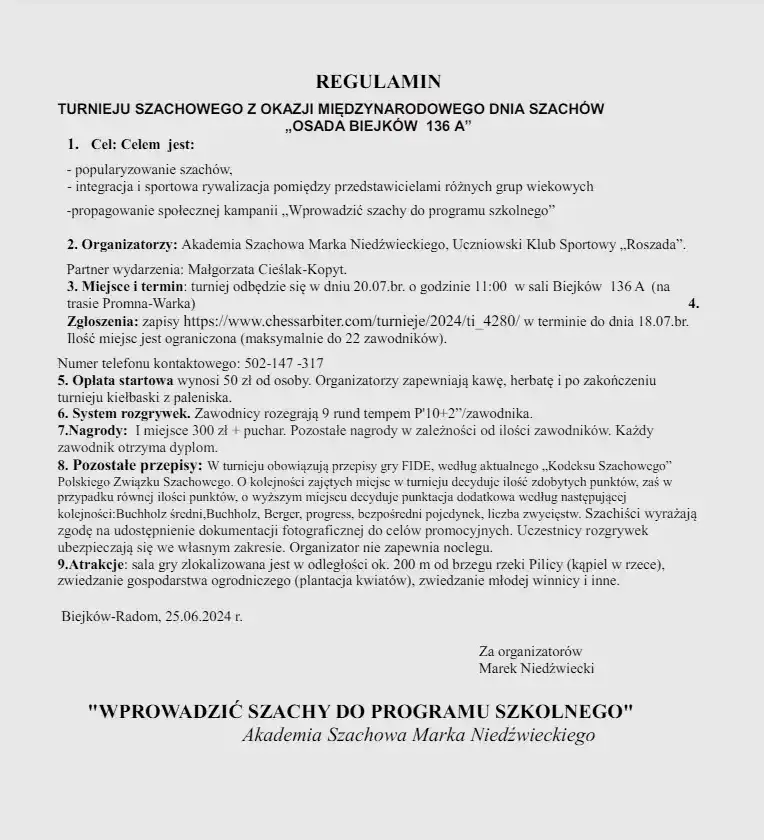 REGULAMIN
TURNIEJU SZACHOWEGO Z OKAZJI MIĘDZYNARODOWEGO DNIA SZACHÓW
„OSADA BIEJKÓW 136 A”
1. Cel: Celem jest:
- popularyzowanie szachów,
- integracja i sportowa rywalizacja pomiędzy przedstawicielami różnych grup wiekowych
-propagowanie społecznej kampanii „Wprowadzić szachy do programu szkolnego”
2. Organizatorzy: Akademia Szachowa Marka Niedźwieckiego, Uczniowski Klub Sportowy „Roszada”.
Partner wydarzenia: Małgorzata Cieślak-Kopyt.
3. Miejsce i termin: turniej odbędzie się w dniu 20.07.br. o godzinie 11:00 w sali Biejków 136 A (na
trasie Promna-Warka) 4.
Zgłoszenia: zapisy https://www.chessarbiter.com/turnieje/2024/ti_4280/ w terminie do dnia 18.07.br.
Ilość miejsc jest ograniczona (maksymalnie do 22 zawodników).
Numer telefonu kontaktowego: 502-147 -317
5. Opłata startowa wynosi 50 zł od osoby. Organizatorzy zapewniają kawę, herbatę i po zakończeniu
turnieju kiełbaski z paleniska.
6. System rozgrywek. Zawodnicy rozegrają 9 rund tempem P'10+2”/zawodnika.
7.Nagrody: I miejsce 300 zł + puchar. Pozostałe nagrody w zależności od ilości zawodników. Każdy
zawodnik otrzyma dyplom.
8. Pozostałe przepisy: W turnieju obowiązują przepisy gry FIDE, według aktualnego „Kodeksu Szachowego”
Polskiego Związku Szachowego. O kolejności zajętych miejsc w turnieju decyduje ilość zdobytych punktów, zaś w
przypadku równej ilości punktów, o wyższym miejscu decyduje punktacja dodatkowa według następującej
kolejności:Buchholz średni,Buchholz, Berger, progress, bezpośredni pojedynek, liczba zwycięstw. Szachiści wyrażają
zgodę na udostępnienie dokumentacji fotograficznej do celów promocyjnych. Uczestnicy rozgrywek
ubezpieczają się we własnym zakresie. Organizator nie zapewnia noclegu.
9.Atrakcje: sala gry zlokalizowana jest w odległości ok. 200 m od brzegu rzeki Pilicy (kąpiel w rzece),
zwiedzanie gospodarstwa ogrodniczego (plantacja kwiatów), zwiedzanie młodej winnicy i inne.
Biejków-Radom, 25.06.2024 r.
Za organizatorów
Marek Niedźwiecki
"WPROWADZIĆ SZACHY DO PROGRAMU SZKOLNEGO"
Akademia Szachowa Marka Niedźwieckiego